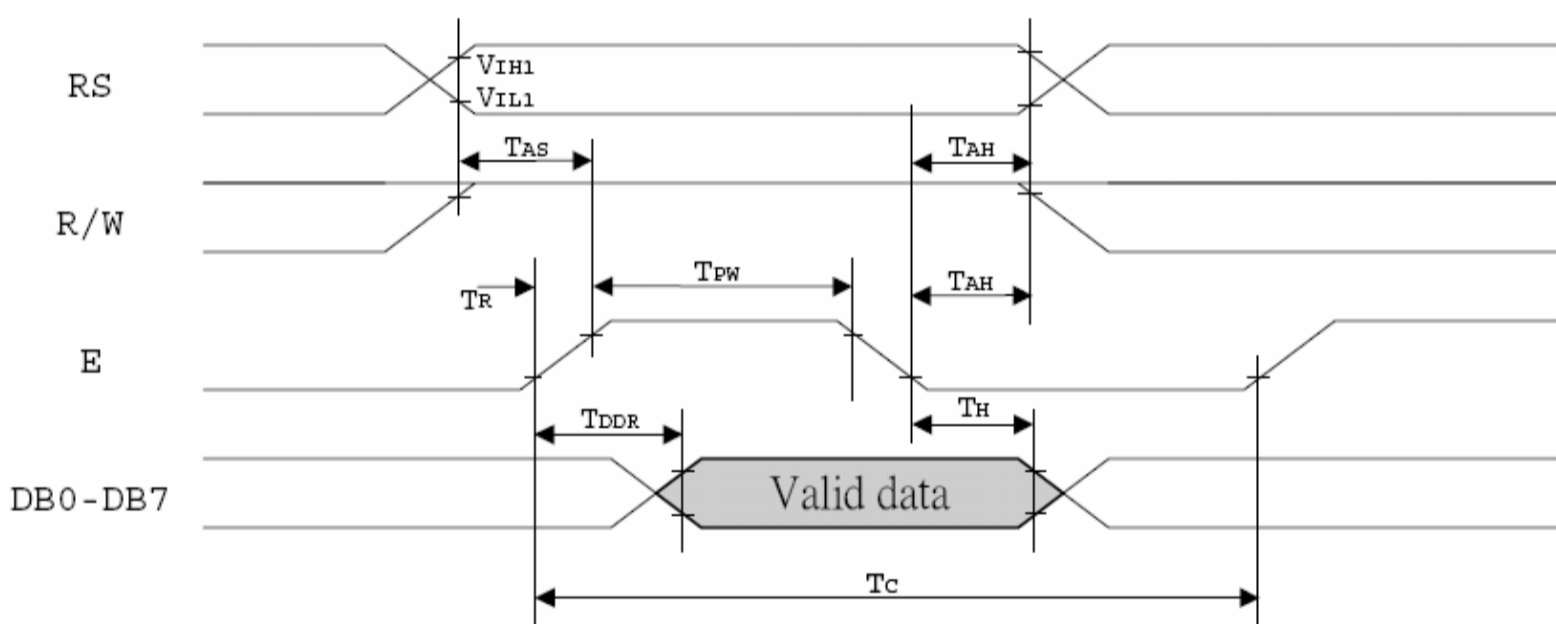 RS
VIH1
VIL1
TAS
TAH
R/W
TR
TPW
TAH
E
TDDR
TH
DB0-DB7
Valid data
TC